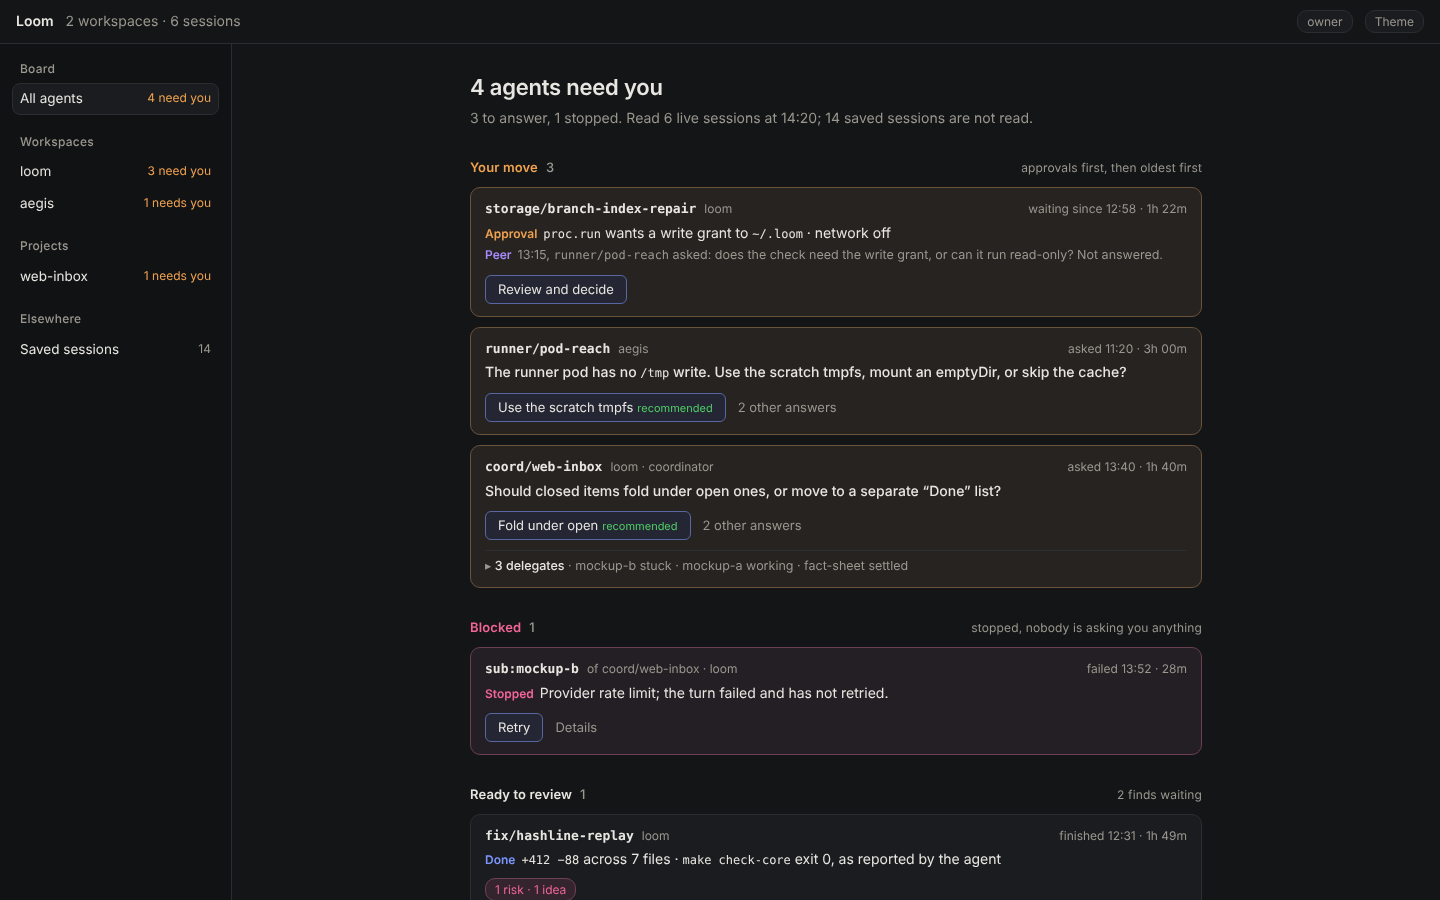 Loom 2 workspaces · 6 sessions
owner
Theme
Board
All agents 4 need you
Workspaces
loom 3 need you
aegis 1 needs you
Projects
web-inbox 1 needs you
Elsewhere
Saved sessions 14
4 agents need you
3 to answer, 1 stopped. Read 6 live sessions at 14:20; 14 saved sessions are not read.
Your move 3 approvals first, then oldest first
storage/branch-index-repair loom waiting since 12:58 · 1h 22m
Approval proc.run wants a write grant to ~/.loom · network off
Peer 13:15, runner/pod-reach asked: does the check need the write grant, or can it run read-only? Not answered.
Review and decide
runner/pod-reach aegis asked 11:20 · 3h 00m
The runner pod has no /tmp write. Use the scratch tmpfs, mount an emptyDir, or skip the cache?
Use the scratch tmpfs recommended 2 other answers
coord/web-inbox loom · coordinator asked 13:40 · 1h 40m
Should closed items fold under open ones, or move to a separate “Done” list?
Fold under open recommended 2 other answers
▸ 3 delegates · mockup-b stuck · mockup-a working · fact-sheet settled
Blocked 1 stopped, nobody is asking you anything
sub:mockup-b of coord/web-inbox · loom failed 13:52 · 28m
Stopped Provider rate limit; the turn failed and has not retried.
Retry Details
Ready to review 1 2 finds waiting
fix/hashline-replay loom finished 12:31 · 1h 49m
Done +412 −88 across 7 files · make check-core exit 0, as reported by the agent
1 risk · 1 idea